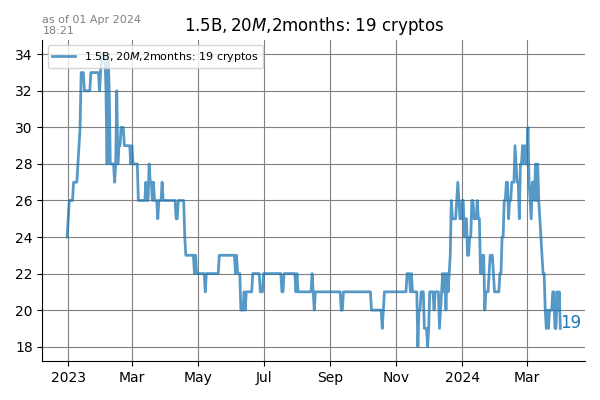 as of 01 Apr 2024
18:21
1.5B, 20M,2months: 19 cryptos
1.5B, 20M,2months: 19 cryptos
34
32
30
28
26
24
22
20
18
19
2023 Mar May Jul Sep Nov 2024 Mar